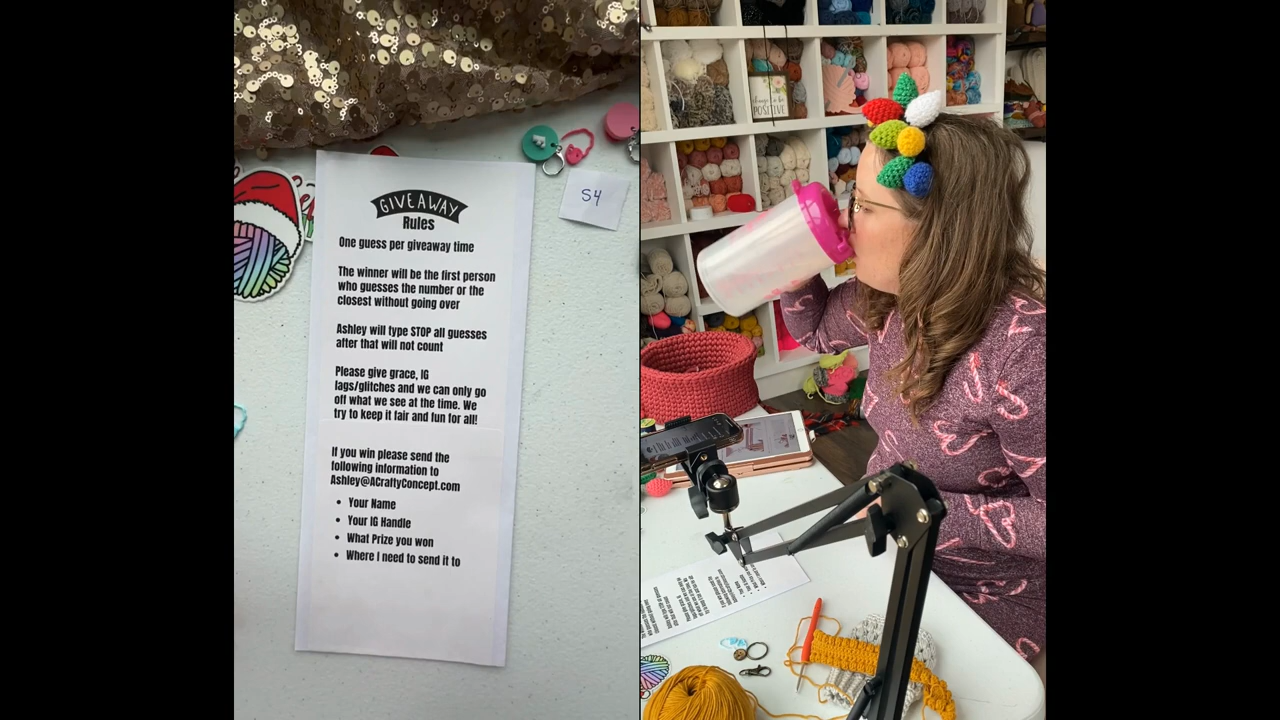 GIVEAWAY
Rules
One guess per giveaway time
The winner will be the first person
who guesses the number or the
closest without going over
Ashley will type STOP all guesses
after that will not count
Please give grace, IG
lags/glitches and we can only go
off what we see at the time. We
try to keep it fair and fun for all!
If you win please send the
following information to
Ashley@ACraftyConcept.com
• Your Name
• Your IG Handle
• What Prize you won
• Where I need to send it to
S4
POSITIVE